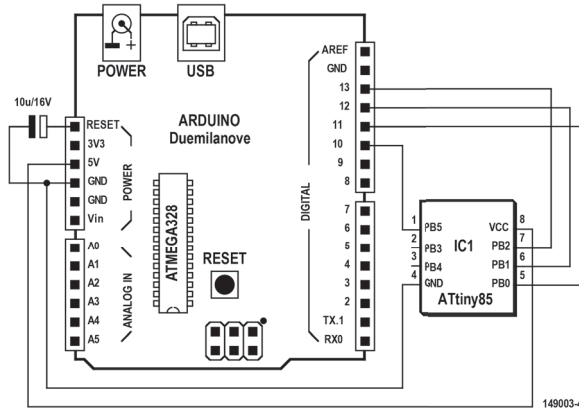 POWER
USB
+
10u/16V
ARDUINO
Duemilanove
RESET
3V3
5V
GND
GND
Vin
POWER
A0
A1
A2
A3
A4
A5
ANALOG IN
ATMEGA328
RESET
AREF
GND
13
12
11
10
9
8
7
6
5
4
3
2
TX.1
RX0
DIGITAL
1 PB5 VCC 8
2 PB3 IC1 PB2 7
3 PB4 PB1 6
4 GND PB0 5
ATtiny85